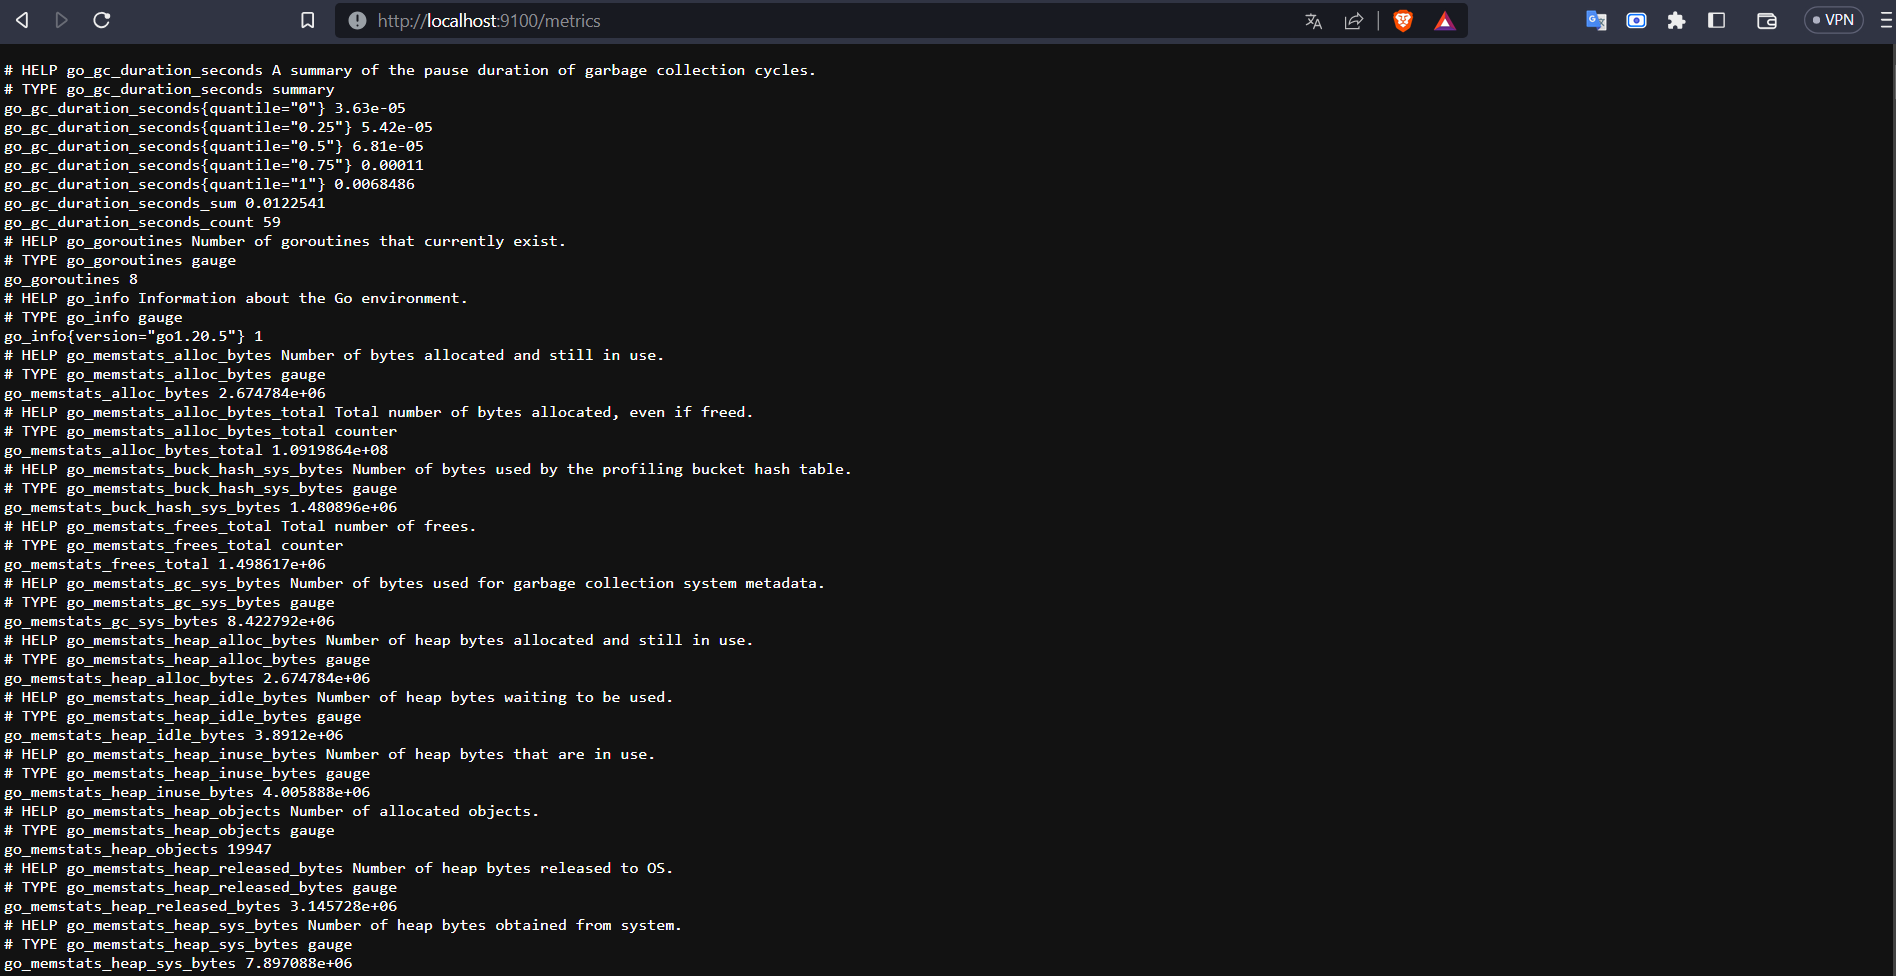 http://localhost:9100/metrics
VPN
# HELP go_gc_duration_seconds A summary of the pause duration of garbage collection cycles.
# TYPE go_gc_duration_seconds summary
go_gc_duration_seconds{quantile="0"} 3.63e-05
go_gc_duration_seconds{quantile="0.25"} 5.42e-05
go_gc_duration_seconds{quantile="0.5"} 6.81e-05
go_gc_duration_seconds{quantile="0.75"} 0.00011
go_gc_duration_seconds{quantile="1"} 0.0068486
go_gc_duration_seconds_sum 0.0122541
go_gc_duration_seconds_count 59
# HELP go_goroutines Number of goroutines that currently exist.
# TYPE go_goroutines gauge
go_goroutines 8
# HELP go_info Information about the Go environment.
# TYPE go_info gauge
go_info{version="go1.20.5"} 1
# HELP go_memstats_alloc_bytes Number of bytes allocated and still in use.
# TYPE go_memstats_alloc_bytes gauge
go_memstats_alloc_bytes 2.674784e+06
# HELP go_memstats_alloc_bytes_total Total number of bytes allocated, even if freed.
# TYPE go_memstats_alloc_bytes_total counter
go_memstats_alloc_bytes_total 1.0919864e+08
# HELP go_memstats_buck_hash_sys_bytes Number of bytes used by the profiling bucket hash table.
# TYPE go_memstats_buck_hash_sys_bytes gauge
go_memstats_buck_hash_sys_bytes 1.480896e+06
# HELP go_memstats_frees_total Total number of frees.
# TYPE go_memstats_frees_total counter
go_memstats_frees_total 1.498617e+06
# HELP go_memstats_gc_sys_bytes Number of bytes used for garbage collection system metadata.
# TYPE go_memstats_gc_sys_bytes gauge
go_memstats_gc_sys_bytes 8.422792e+06
# HELP go_memstats_heap_alloc_bytes Number of heap bytes allocated and still in use.
# TYPE go_memstats_heap_alloc_bytes gauge
go_memstats_heap_alloc_bytes 2.674784e+06
# HELP go_memstats_heap_idle_bytes Number of heap bytes waiting to be used.
# TYPE go_memstats_heap_idle_bytes gauge
go_memstats_heap_idle_bytes 3.8912e+06
# HELP go_memstats_heap_inuse_bytes Number of heap bytes that are in use.
# TYPE go_memstats_heap_inuse_bytes gauge
go_memstats_heap_inuse_bytes 4.005888e+06
# HELP go_memstats_heap_objects Number of allocated objects.
# TYPE go_memstats_heap_objects gauge
go_memstats_heap_objects 19947
# HELP go_memstats_heap_released_bytes Number of heap bytes released to OS.
# TYPE go_memstats_heap_released_bytes gauge
go_memstats_heap_released_bytes 3.145728e+06
# HELP go_memstats_heap_sys_bytes Number of heap bytes obtained from system.
# TYPE go_memstats_heap_sys_bytes gauge
go_memstats_heap_sys_bytes 7.897088e+06